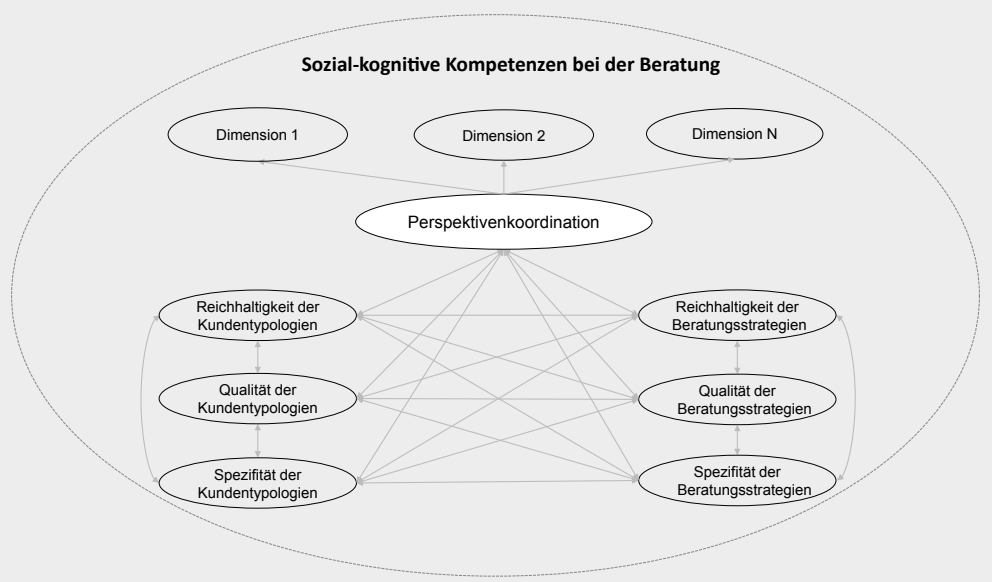 Sozial-kognitive Kompetenzen bei der Beratung
Dimension 1
Dimension 2
Dimension N
Perspektivenkoordination
Reichhaltigkeit der
Kundentypologien
Reichhaltigkeit der
Beratungsstrategien
Qualität der
Kundentypologien
Qualität der
Beratungsstrategien
Spezifität der
Kundentypologien
Spezifität der
Beratungsstrategien